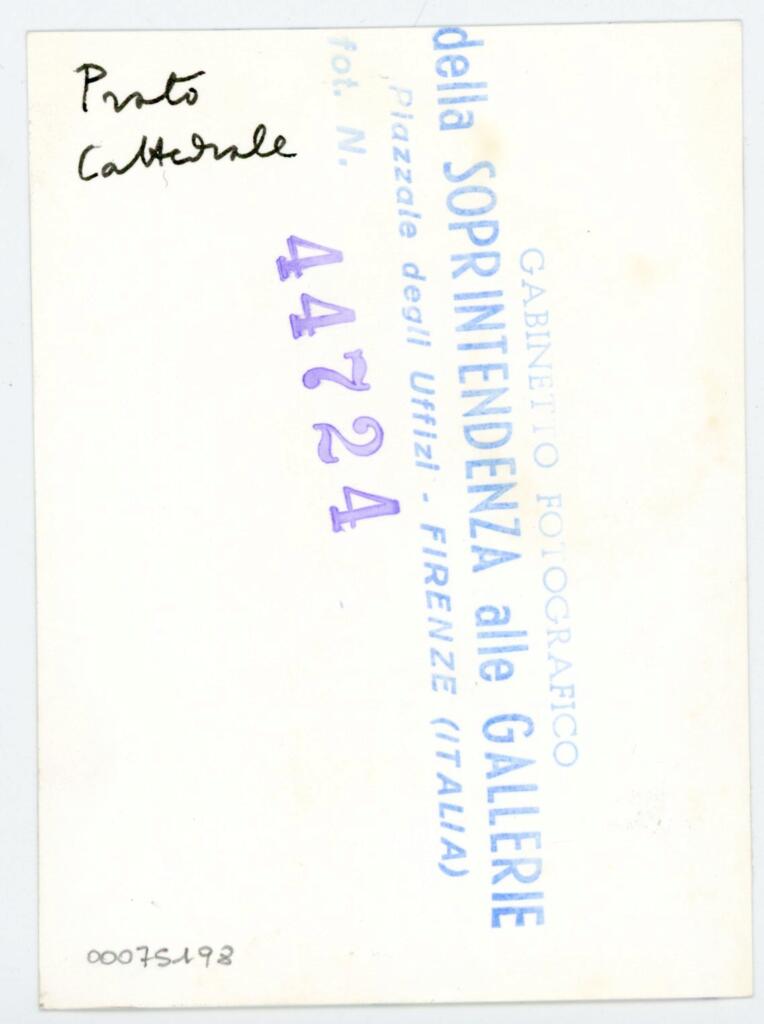 Prato
Cattedrale
GABINETTO FOTOGRAFICO
della SOPRINTENDENZA alle GALLERIE
Piazzale degli Uffizi - FIRENZE (ITALIA)
fot. N.
44724
00075198